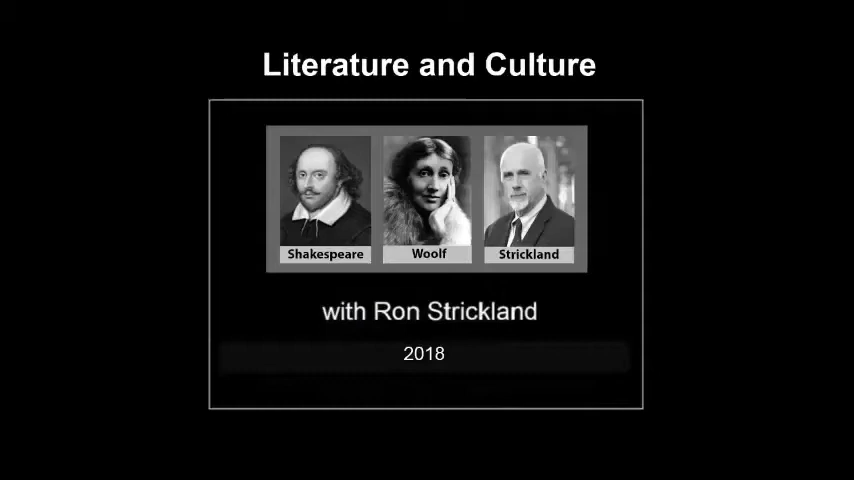 Literature and Culture
Shakespeare
Woolf
Strickland
with Ron Strickland
2018